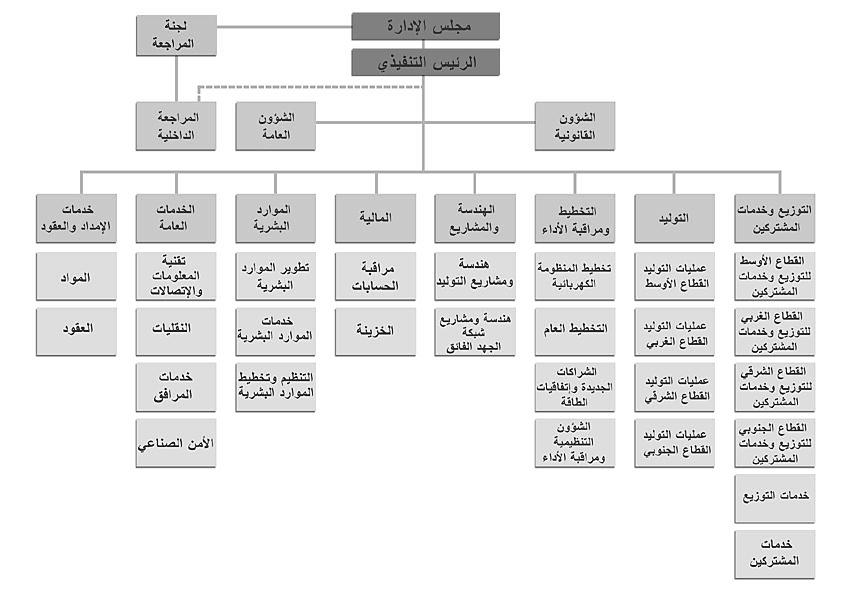 مجلس الإدارة
لجنة
المراجعة
الرئيس التنفيذي
الشؤون
القانونية
الشؤون
العامة
المراجعة
الداخلية
التوزيع وخدمات
المشتركين
التوليد
التخطيط
ومراقبة الأداء
الهندسة
والمشاريع
المالية
الموارد
البشرية
الخدمات
العامة
خدمات
الإمداد والعقود
القطاع الأوسط
للتوزيع وخدمات
المشتركين
عمليات التوليد
القطاع الأوسط
تخطيط المنظومة
الكهربائية
هندسة
ومشاريع التوليد
مراقبة
الحسابات
تطوير الموارد
البشرية
تقنية
المعلومات
والإتصالات
المواد
القطاع الغربي
للتوزيع وخدمات
المشتركين
عمليات التوليد
القطاع الغربي
التخطيط العام
هندسة ومشاريع
شبكة
الجهد الفائق
الخزينة
خدمات
الموارد البشرية
النقليات
العقود
القطاع الشرقي
للتوزيع وخدمات
المشتركين
عمليات التوليد
القطاع الشرقي
الشراكات
الجديدة وإتفاقيات
الطاقة
التنظيم وتخطيط
الموارد البشرية
خدمات
المرافق
القطاع الجنوبي
للتوزيع وخدمات
المشتركين
عمليات التوليد
القطاع الجنوبي
الشؤون
التنظيمية
ومراقبة الأداء
الأمن الصناعي
خدمات التوزيع
خدمات
المشتركين